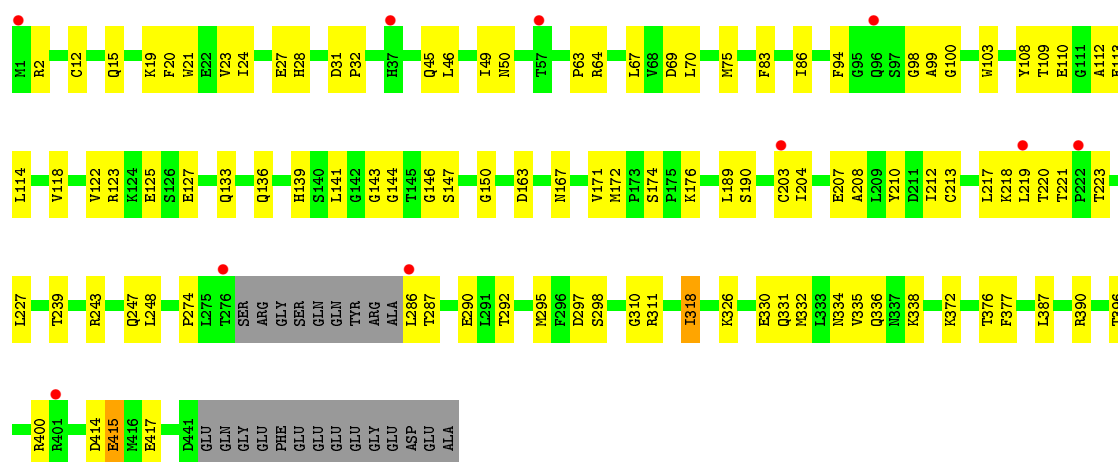 M1 R2 C12 Q15 K19 F20 W21 E22 V23 I24 E27 H28 D31 P32 H37 Q45 L46 I49 N50 T57 P63 R64 L67 V68 D69 L70 M75 F83 I86 F94 G95 Q96 S97 G98 A99 G100 W103 Y108 T109 E110 G111 A112 E113
L114 V118 V122 R123 K124 E125 S126 E127 Q133 Q136 H139 S140 L141 G142 G143 G144 T145 G146 S147 G150 D163 N167 V171 M172 P173 S174 P175 K176 L189 S190 C203 I204 E207 A208 L209 Y210 D211 I212 C213 L217 K218 L219 T220 T221 P222 T223
L227 T239 R243 Q247 L248 P274 L275 T276 SER ARG GLY SER GLN GLN TYR ARG ALA L286 T287 E290 L291 T292 M295 F296 D297 S298 G310 R311 I318 K326 E330 Q331 M332 L333 N334 V335 Q336 N337 K338 K372 T376 F377 L387 R390 T396
R400 R401 D414 E415 M416 E417 D441 GLU GLN GLY GLU PHE GLU GLU GLU GLU GLY GLU ASP GLU ALA